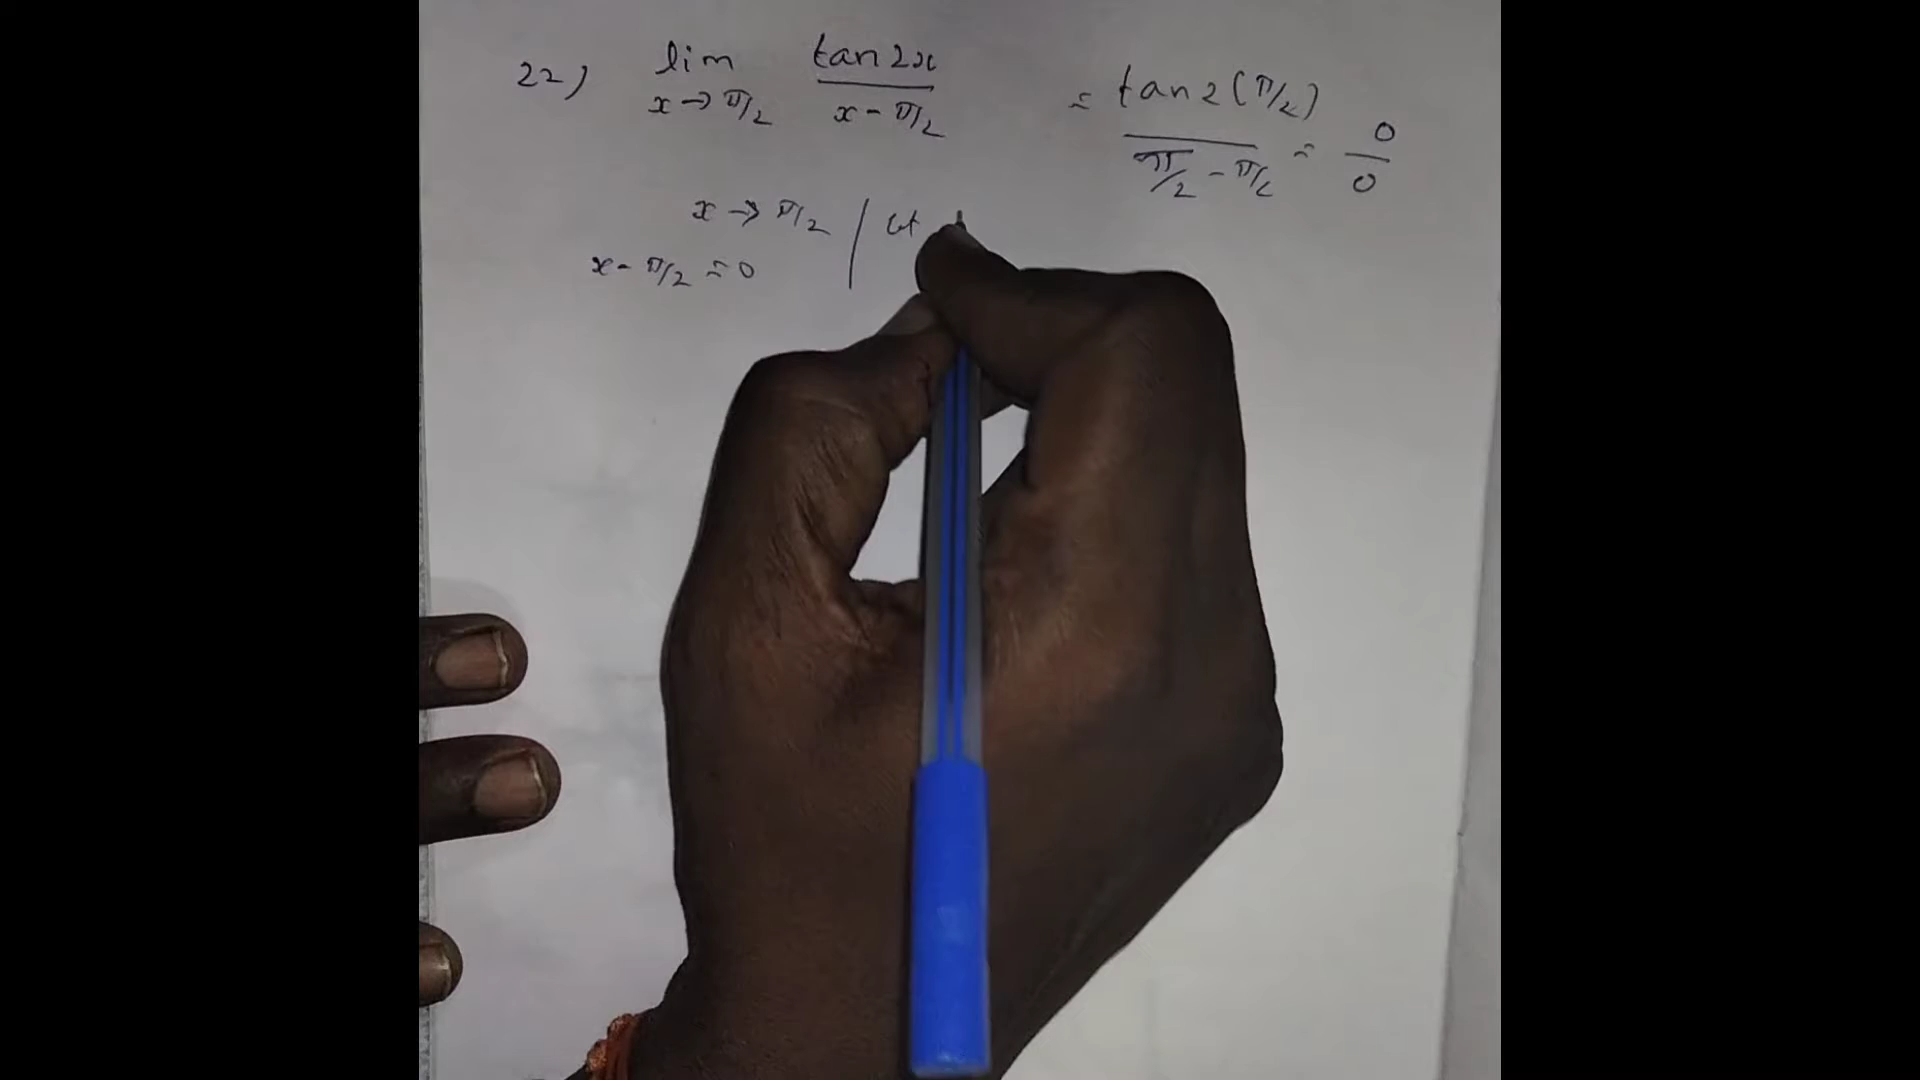 22) lim x→π/2 tan2x / x - π/2 = tan2(π/2) / π/2 - π/2 = 0/0
x → π/2 | let
x - π/2 = 0